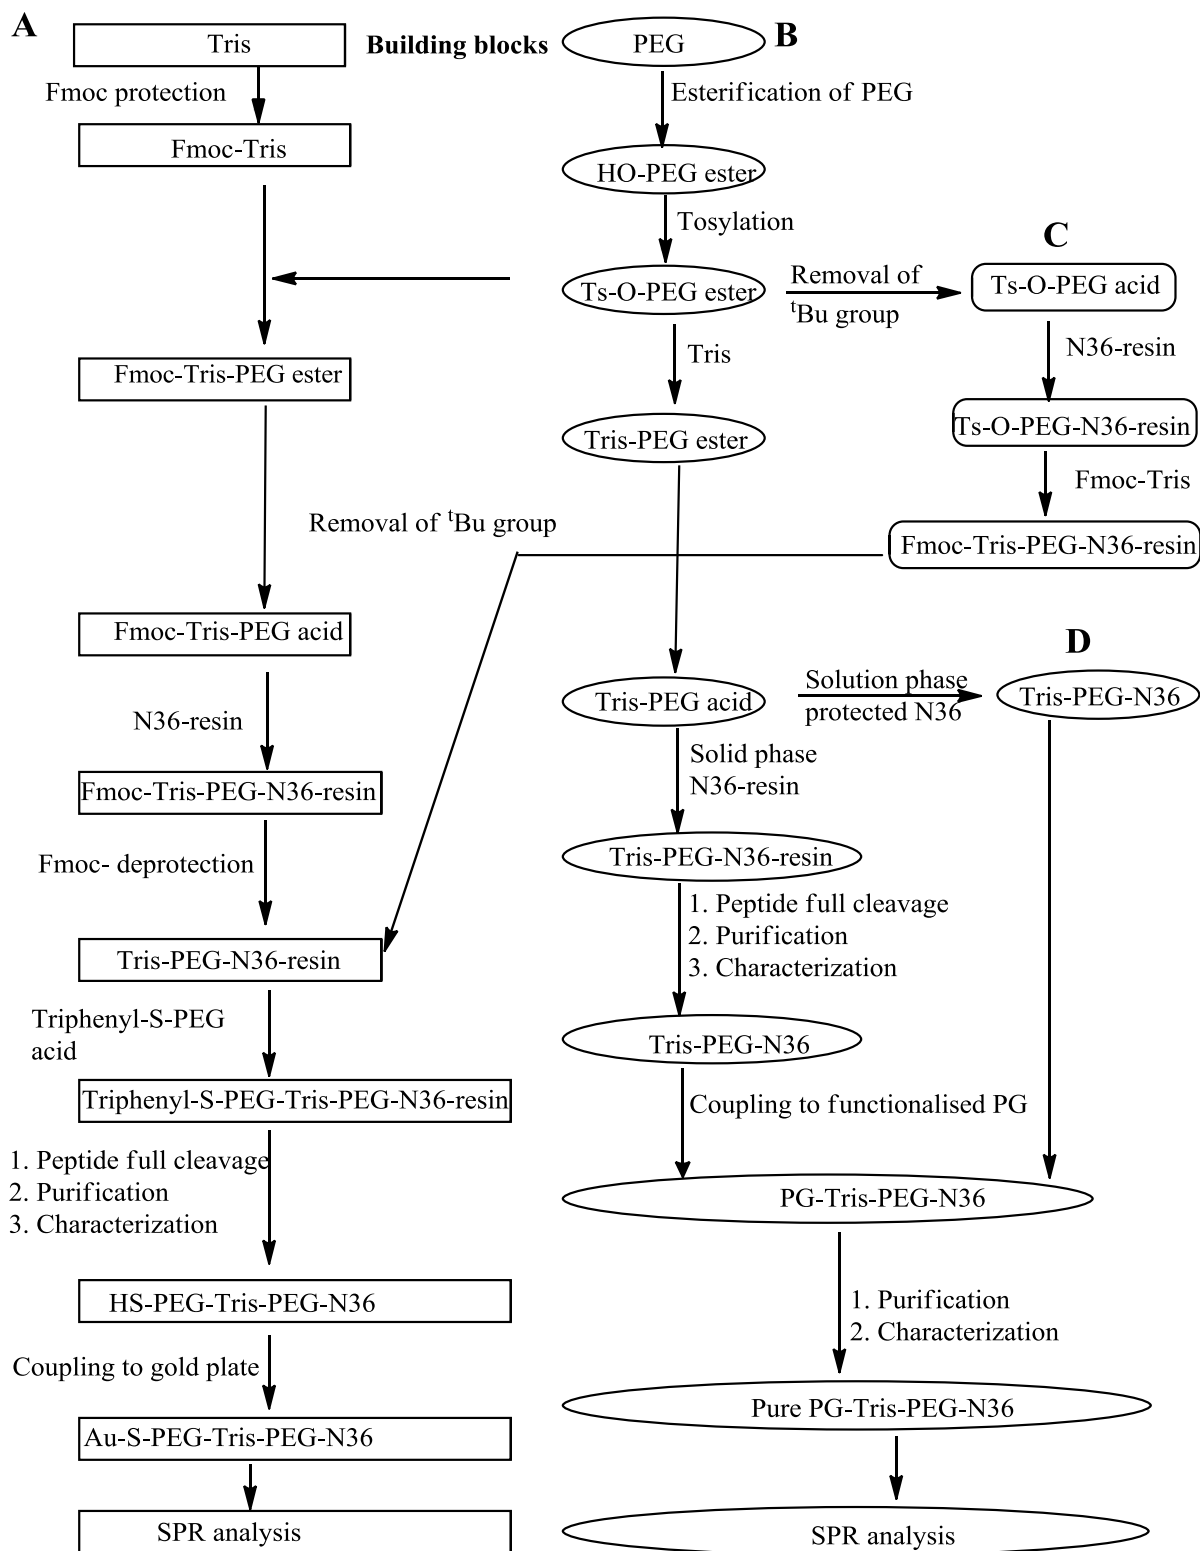 A
Tris
Building blocks
PEG
B
Fmoc protection
Esterification of PEG
Fmoc-Tris
HO-PEG ester
Tosylation
C
Ts-O-PEG ester
Removal of
tBu group
Ts-O-PEG acid
Tris
N36-resin
Fmoc-Tris-PEG ester
Tris-PEG ester
Ts-O-PEG-N36-resin
Fmoc-Tris
Removal of tBu group
Fmoc-Tris-PEG-N36-resin
Fmoc-Tris-PEG acid
D
Tris-PEG acid
Solution phase
protected N36
Tris-PEG-N36
N36-resin
Solid phase
N36-resin
Fmoc-Tris-PEG-N36-resin
Fmoc- deprotection
Tris-PEG-N36-resin
1. Peptide full cleavage
2. Purification
3. Characterization
Tris-PEG-N36-resin
Triphenyl-S-PEG
acid
Tris-PEG-N36
Triphenyl-S-PEG-Tris-PEG-N36-resin
Coupling to functionalised PG
1. Peptide full cleavage
2. Purification
3. Characterization
PG-Tris-PEG-N36
HS-PEG-Tris-PEG-N36
1. Purification
2. Characterization
Coupling to gold plate
Pure PG-Tris-PEG-N36
Au-S-PEG-Tris-PEG-N36
SPR analysis
SPR analysis